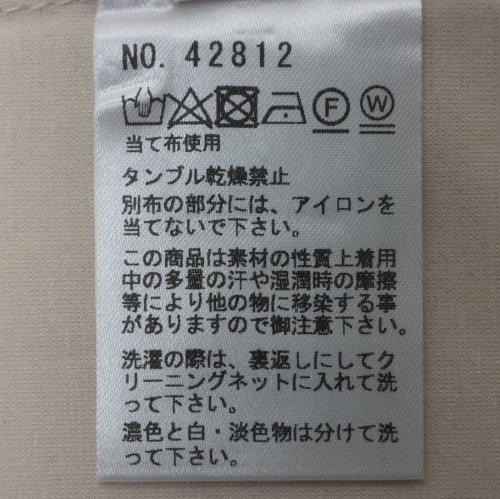 NO. 42812
F W
当て布使用
タンブル乾燥禁止
別布の部分には、アイロンを
当てないで下さい。
この商品は素材の性質上着用
中の多量の汗や湿潤時の摩擦
等により他の物に移染する事
がありますので御注意下さい。
洗濯の際は、裏返しにしてク
リーニングネットに入れて洗
って下さい。
濃色と白・淡色物は分けて洗
って下さい。